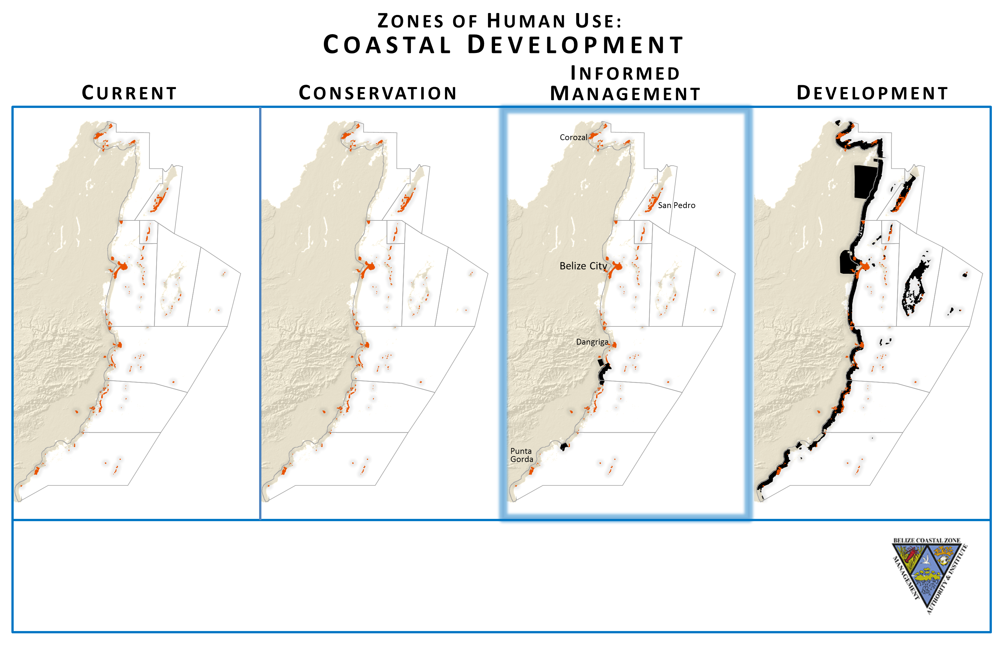 ZONES OF HUMAN USE:
COASTAL DEVELOPMENT
CURRENT
CONSERVATION
INFORMED
MANAGEMENT
DEVELOPMENT
Corozal
San Pedro
Belize City
Dangriga
Punta
Gorda
BELIZE COASTAL ZONE
MANAGEMENT
AUTHORITY & INSTITUTE